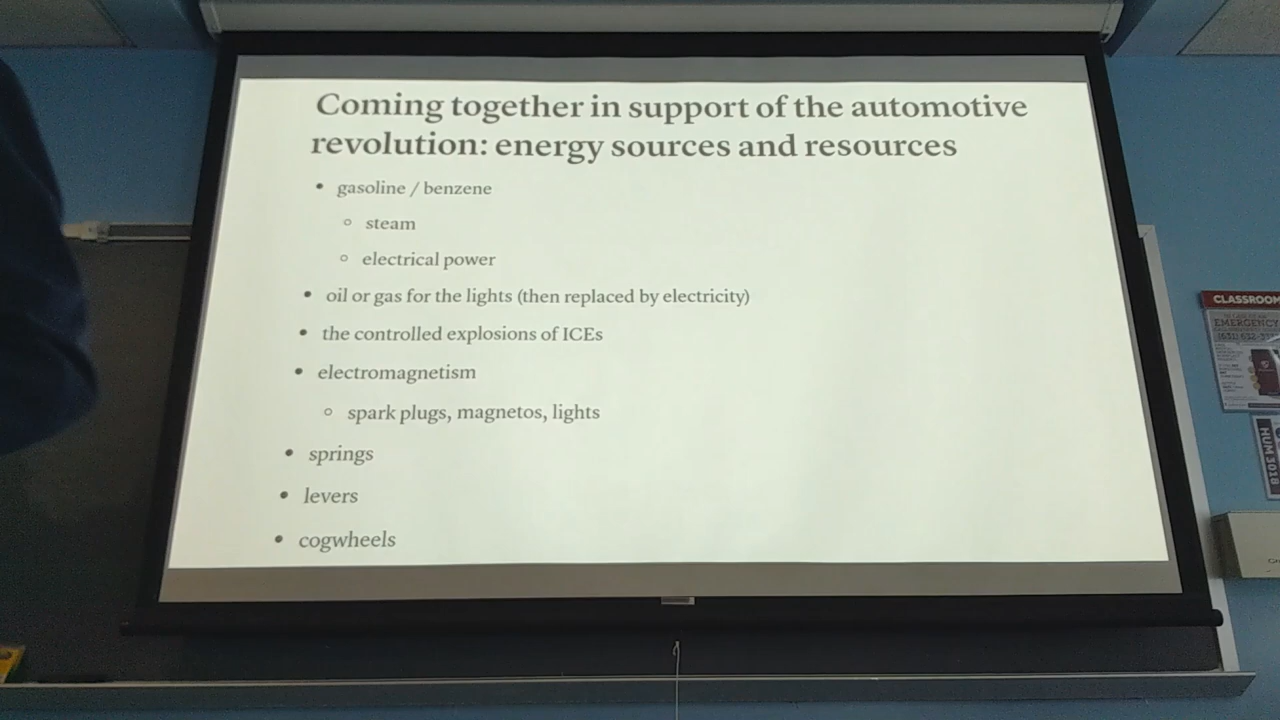 Coming together in support of the automotive
revolution: energy sources and resources
• gasoline / benzene
○ steam
○ electrical power
• oil or gas for the lights (then replaced by electricity)
• the controlled explosions of ICEs
• electromagnetism
○ spark plugs, magnetos, lights
• springs
• levers
• cogwheels
CLASSROOM
EMERGENCY
HUM 3018